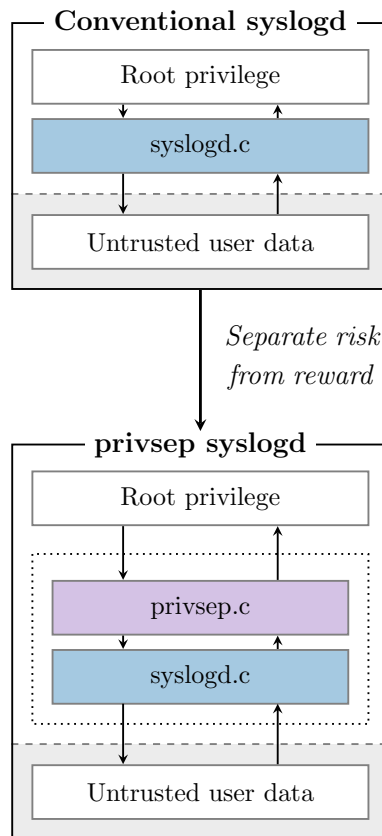 Conventional syslogd
Root privilege
syslogd.c
Untrusted user data
Separate risk
from reward
privsep syslogd
Root privilege
privsep.c
syslogd.c
Untrusted user data